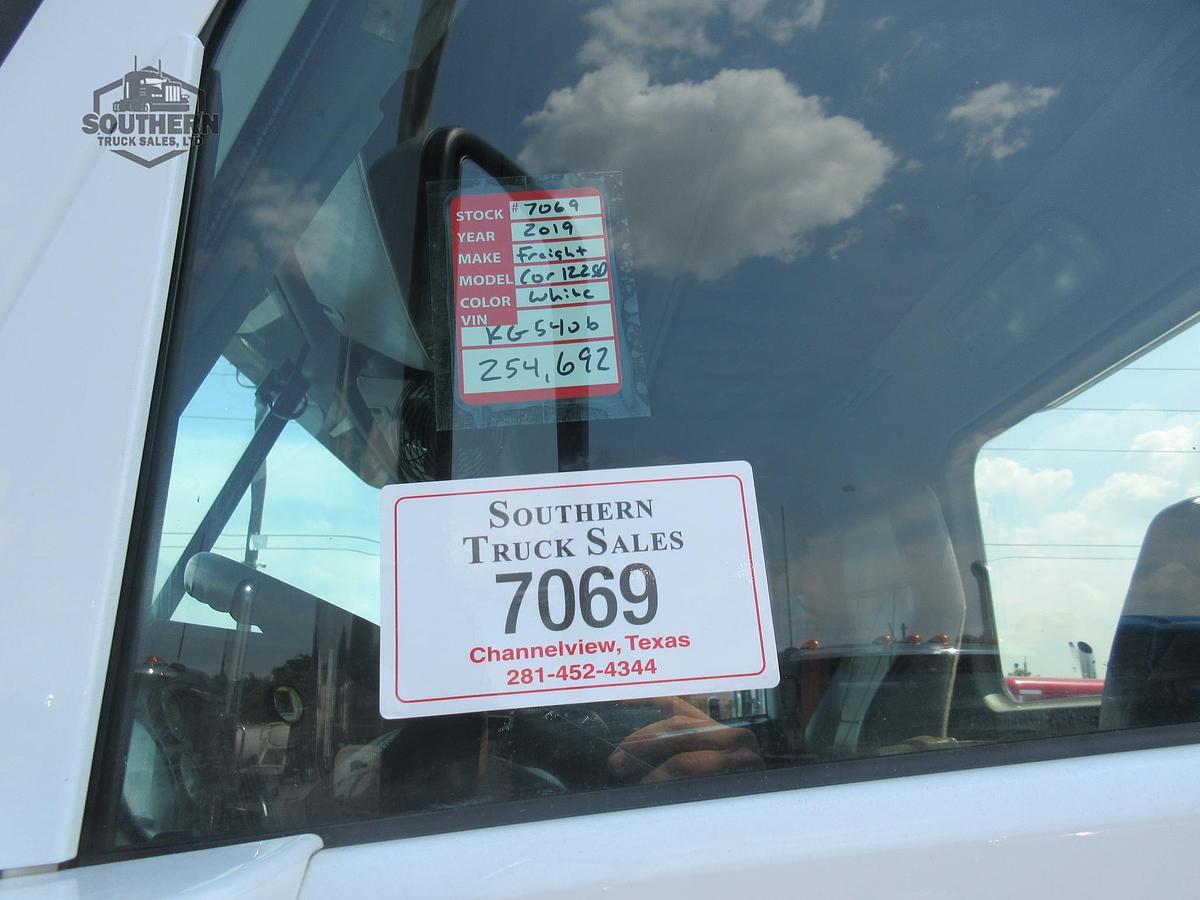 SOUTHERN
TRUCK SALES, LTD
STOCK # 7069
YEAR 2019
MAKE Freight
MODEL Cor 122SD
COLOR White
VIN
KG5406
254,692
SOUTHERN
TRUCK SALES
7069
Channelview, Texas
281-452-4344